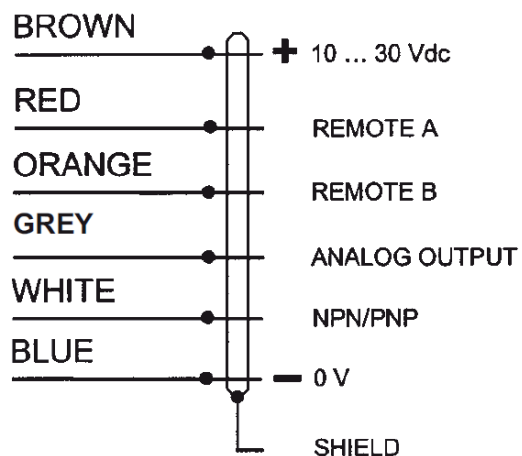 BROWN
+ 10 ... 30 Vdc
RED
REMOTE A
ORANGE
REMOTE B
GREY
ANALOG OUTPUT
WHITE
NPN/PNP
BLUE
− 0 V
SHIELD